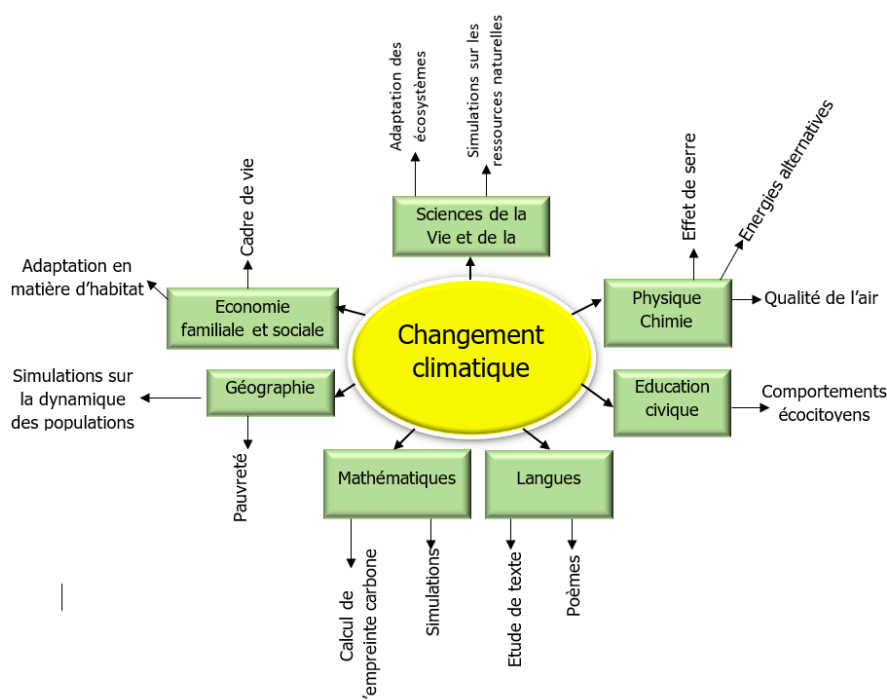 Adaptation des
écosystèmes
Simulations sur les
ressources naturelles
Sciences de la
Vie et de la
Effet de serre
Energies alternatives
Physique
Chimie
Qualité de l'air
Cadre de vie
Adaptation en
matière d'habitat
Economie
familiale et sociale
Changement
climatique
Simulations sur
la dynamique
des populations
Géographie
Pauvreté
Education
civique
Comportements
écocitoyens
Mathématiques
Calcul de
'empreinte carbone
Simulations
Langues
Etude de texte
Poèmes